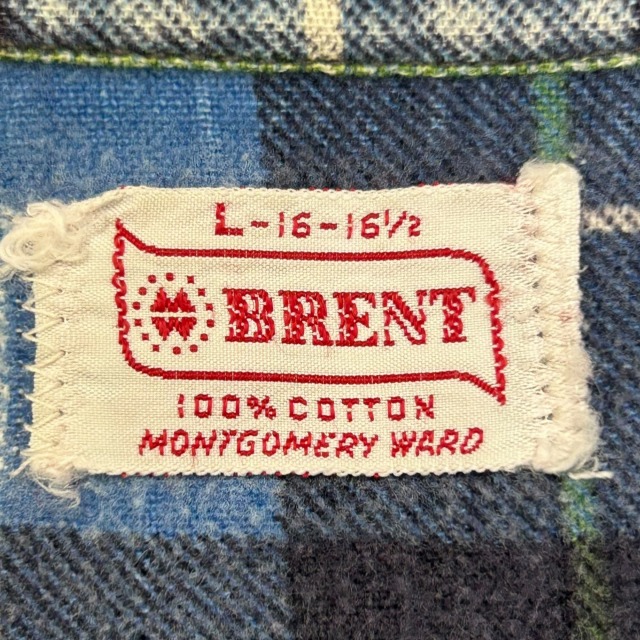 L-16-16½
BRENT
100% COTTON
MONTGOMERY WARD